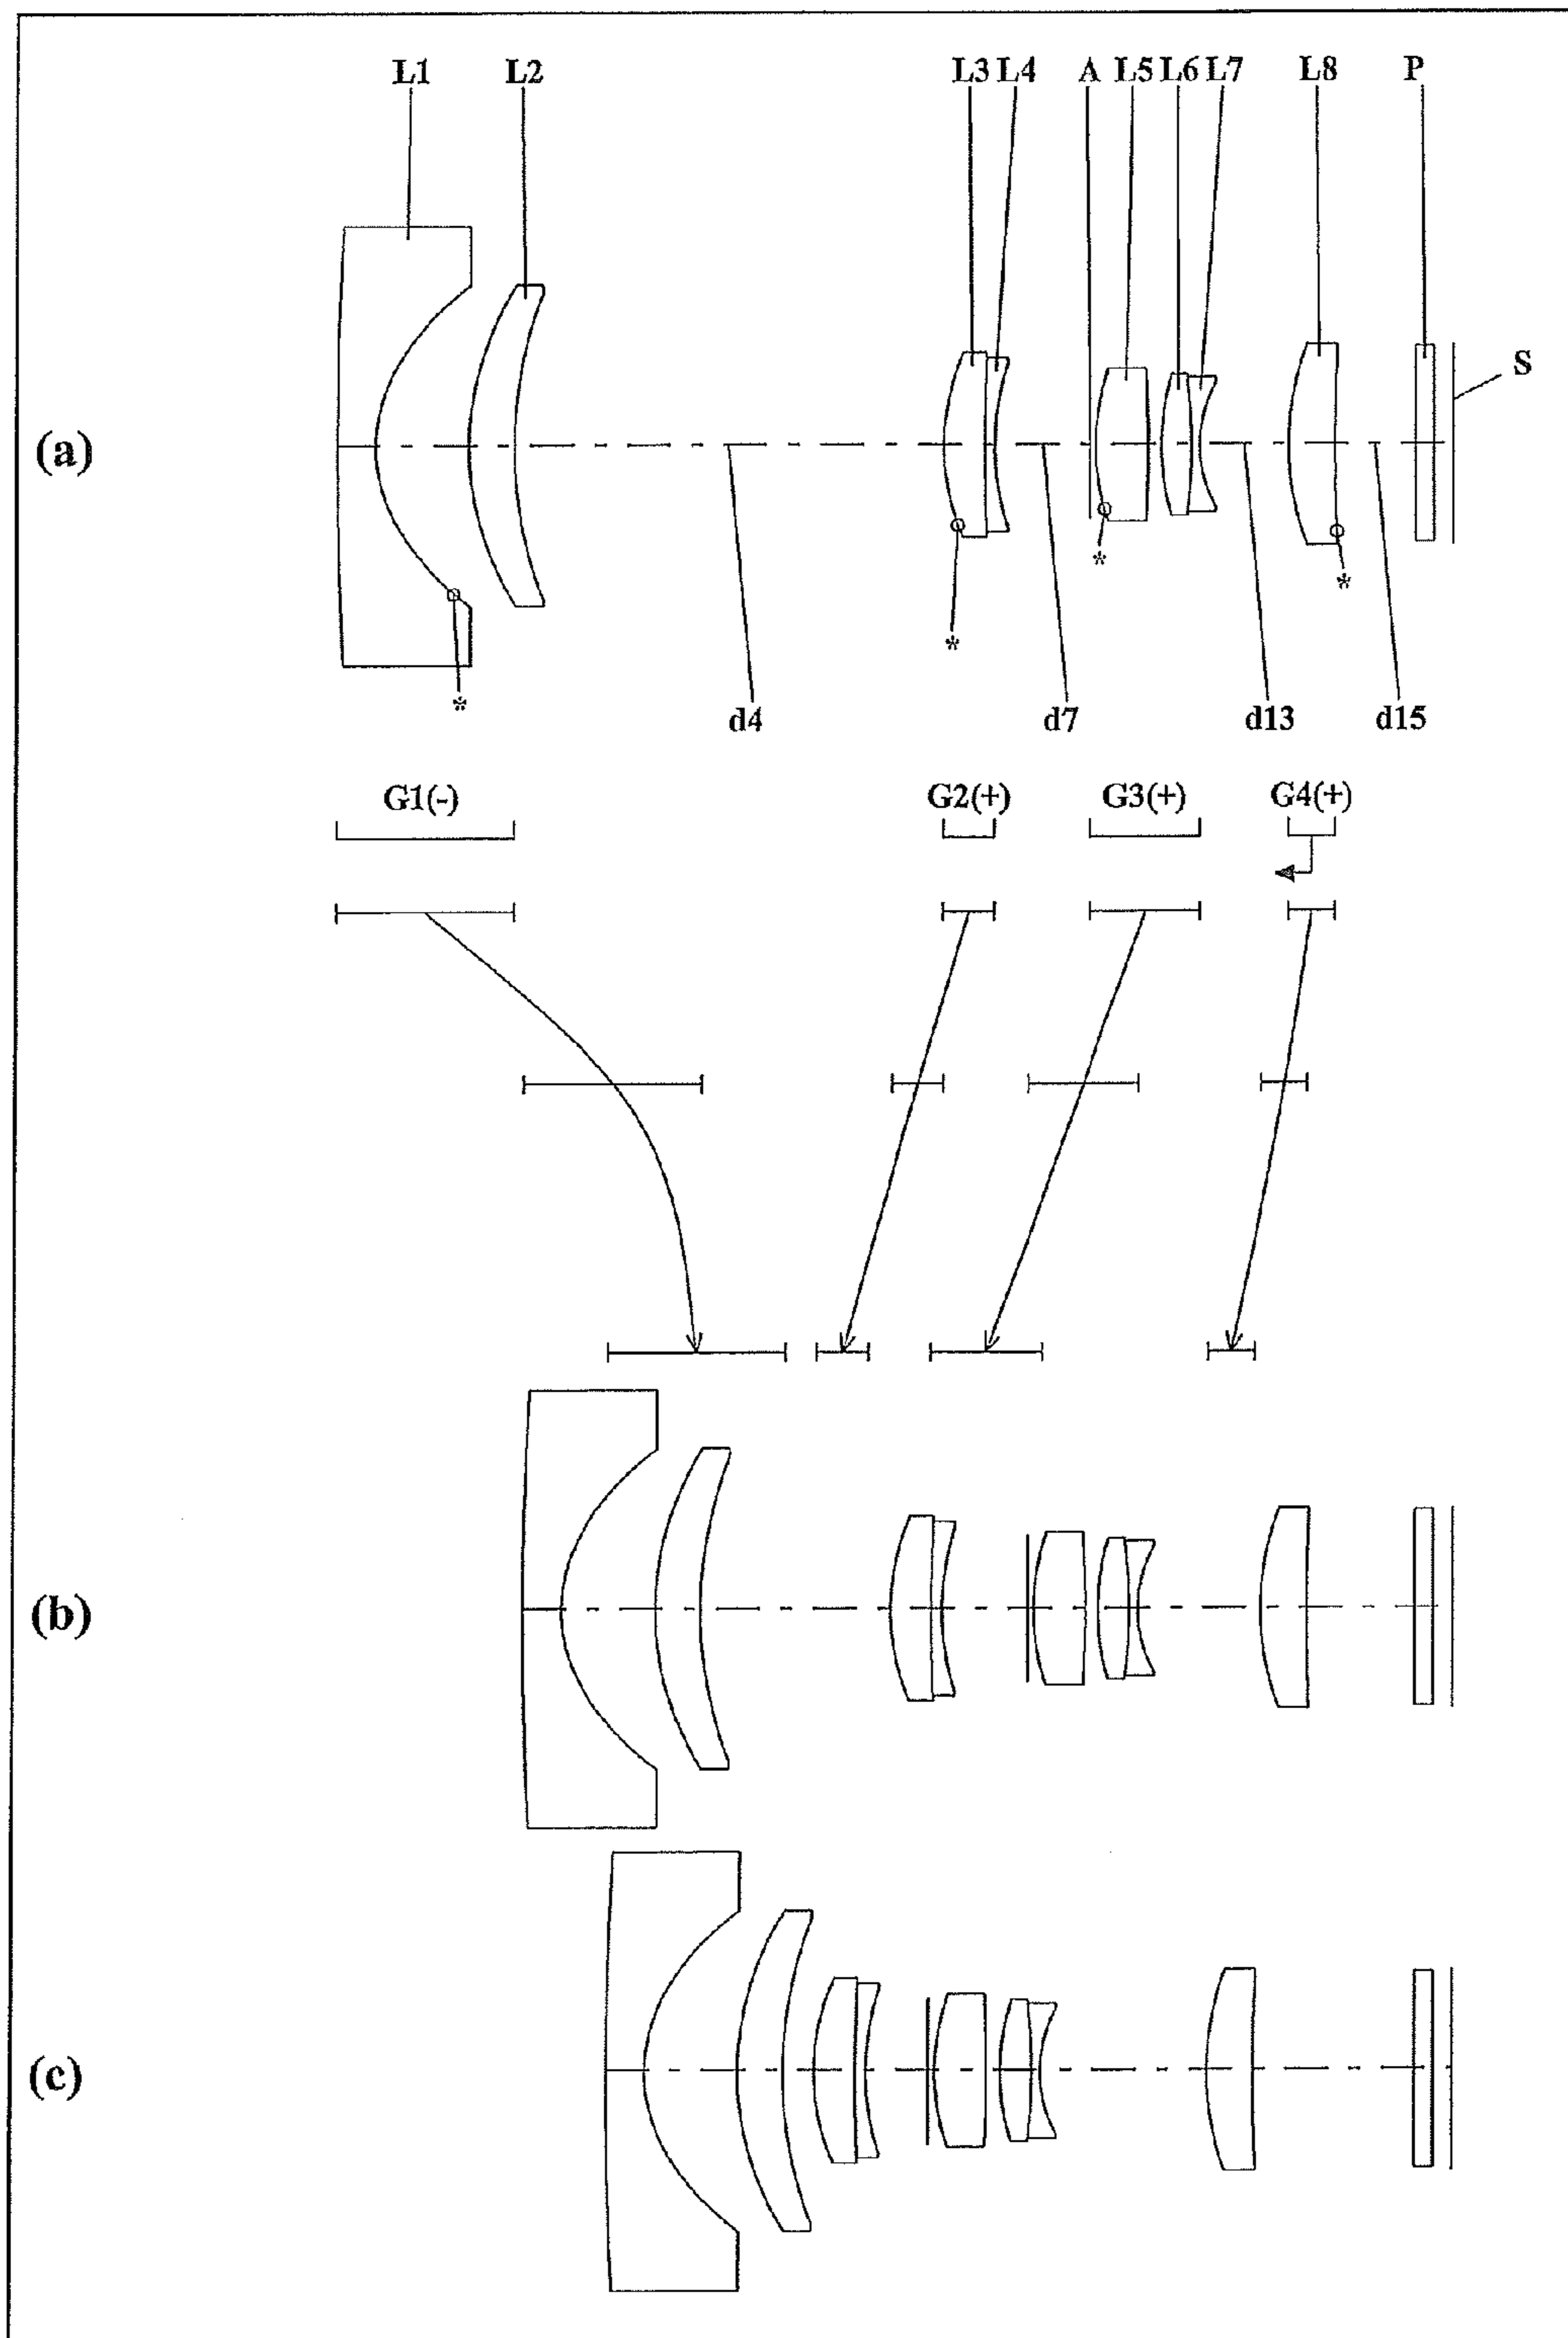 L1 L2 L3 L4 A L5 L6 L7 L8 P
S
(a)
*
*
*
*
d4 d7 d13 d15
G1(-) G2(+) G3(+) G4(+)
(b)
(c)